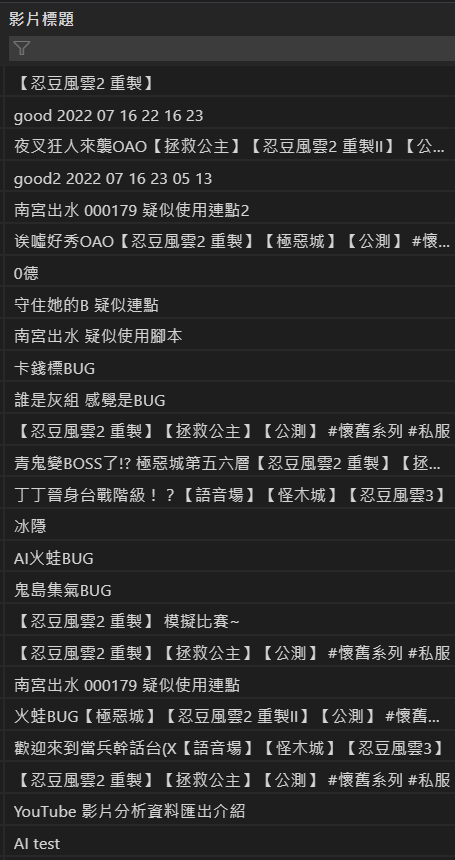 影片標題
【忍豆風雲2 重製】
good 2022 07 16 22 16 23
夜叉狂人來襲OAO【拯救公主】【忍豆風雲2 重製II】【公...
good2 2022 07 16 23 05 13
南宮出水 000179 疑似使用連點2
诶噓好秀OAO【忍豆風雲2 重製】【極惡城】【公測】 #懷...
0德
守住她的B 疑似連點
南宮出水 疑似使用腳本
卡錢標BUG
誰是灰組 感覺是BUG
【忍豆風雲2 重製】【拯救公主】【公測】 #懷舊系列 #私服
青鬼變BOSS了!? 極惡城第五六層【忍豆風雲2 重製】【拯...
丁丁晉身台戰階級！？【語音場】【怪木城】【忍豆風雲3】
冰隱
AI火蛙BUG
鬼島集氣BUG
【忍豆風雲2 重製】 模擬比賽~
【忍豆風雲2 重製】【拯救公主】【公測】 #懷舊系列 #私服
南宮出水 000179 疑似使用連點
火蛙BUG【極惡城】【忍豆風雲2 重製II】【公測】 #懷舊...
歡迎來到當兵幹話台(X【語音場】【怪木城】【忍豆風雲3】
【忍豆風雲2 重製】【拯救公主】【公測】 #懷舊系列 #私服
YouTube 影片分析資料匯出介紹
AI test